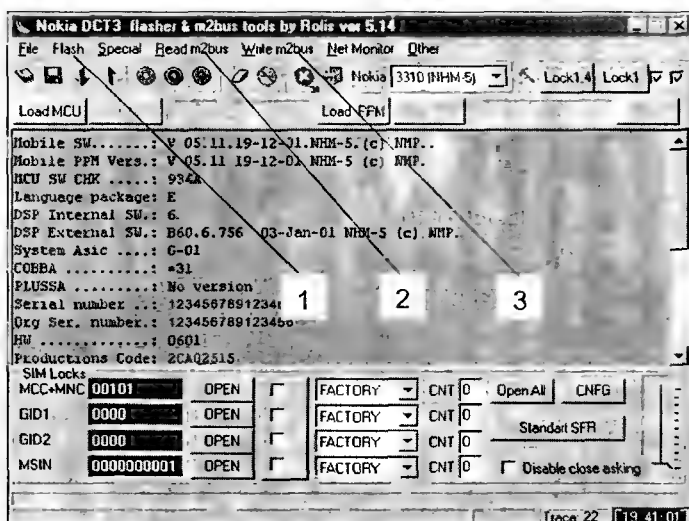 Nokia DCT3 flasher & m2bus tools by Rolis ver 5.14
File Flash Special Read m2bus Write m2bus Net Monitor Other
Nokia 3310 (NHM-5) Lock1,4 Lock1
Load MCU Load PPM
Mobile SW.......: V 05.11 19-12-01 NHM-5 (c) NMP.
Mobile PPM Vers.: V 05.11 19-12-01 NHM-5 (c) NMP.
MCU SW CHK .....: 934A
Language package: E
DSP Internal SW.: 6.
DSP External SW.: B60.6.756 03-Jan-01 NHM-5 (c) NMP.
System Asic ....: G-01
COBBA ..........: =31
PLUSSA .........: No version
Serial number ..:
Org Ser. number.: 
HW .............: 0601
Productions Code: 2CA02515
1 2 3
SIM Locks
MCC+MNC 00101 OPEN FACTORY CNT 0 Open All CNFG
GID1 0000 OPEN FACTORY CNT 0
Standart SFR
GID2 0000 OPEN FACTORY CNT 0
MSIN 0000000001 OPEN FACTORY CNT 0 Disable close asking
Trace: 22 19:41:01